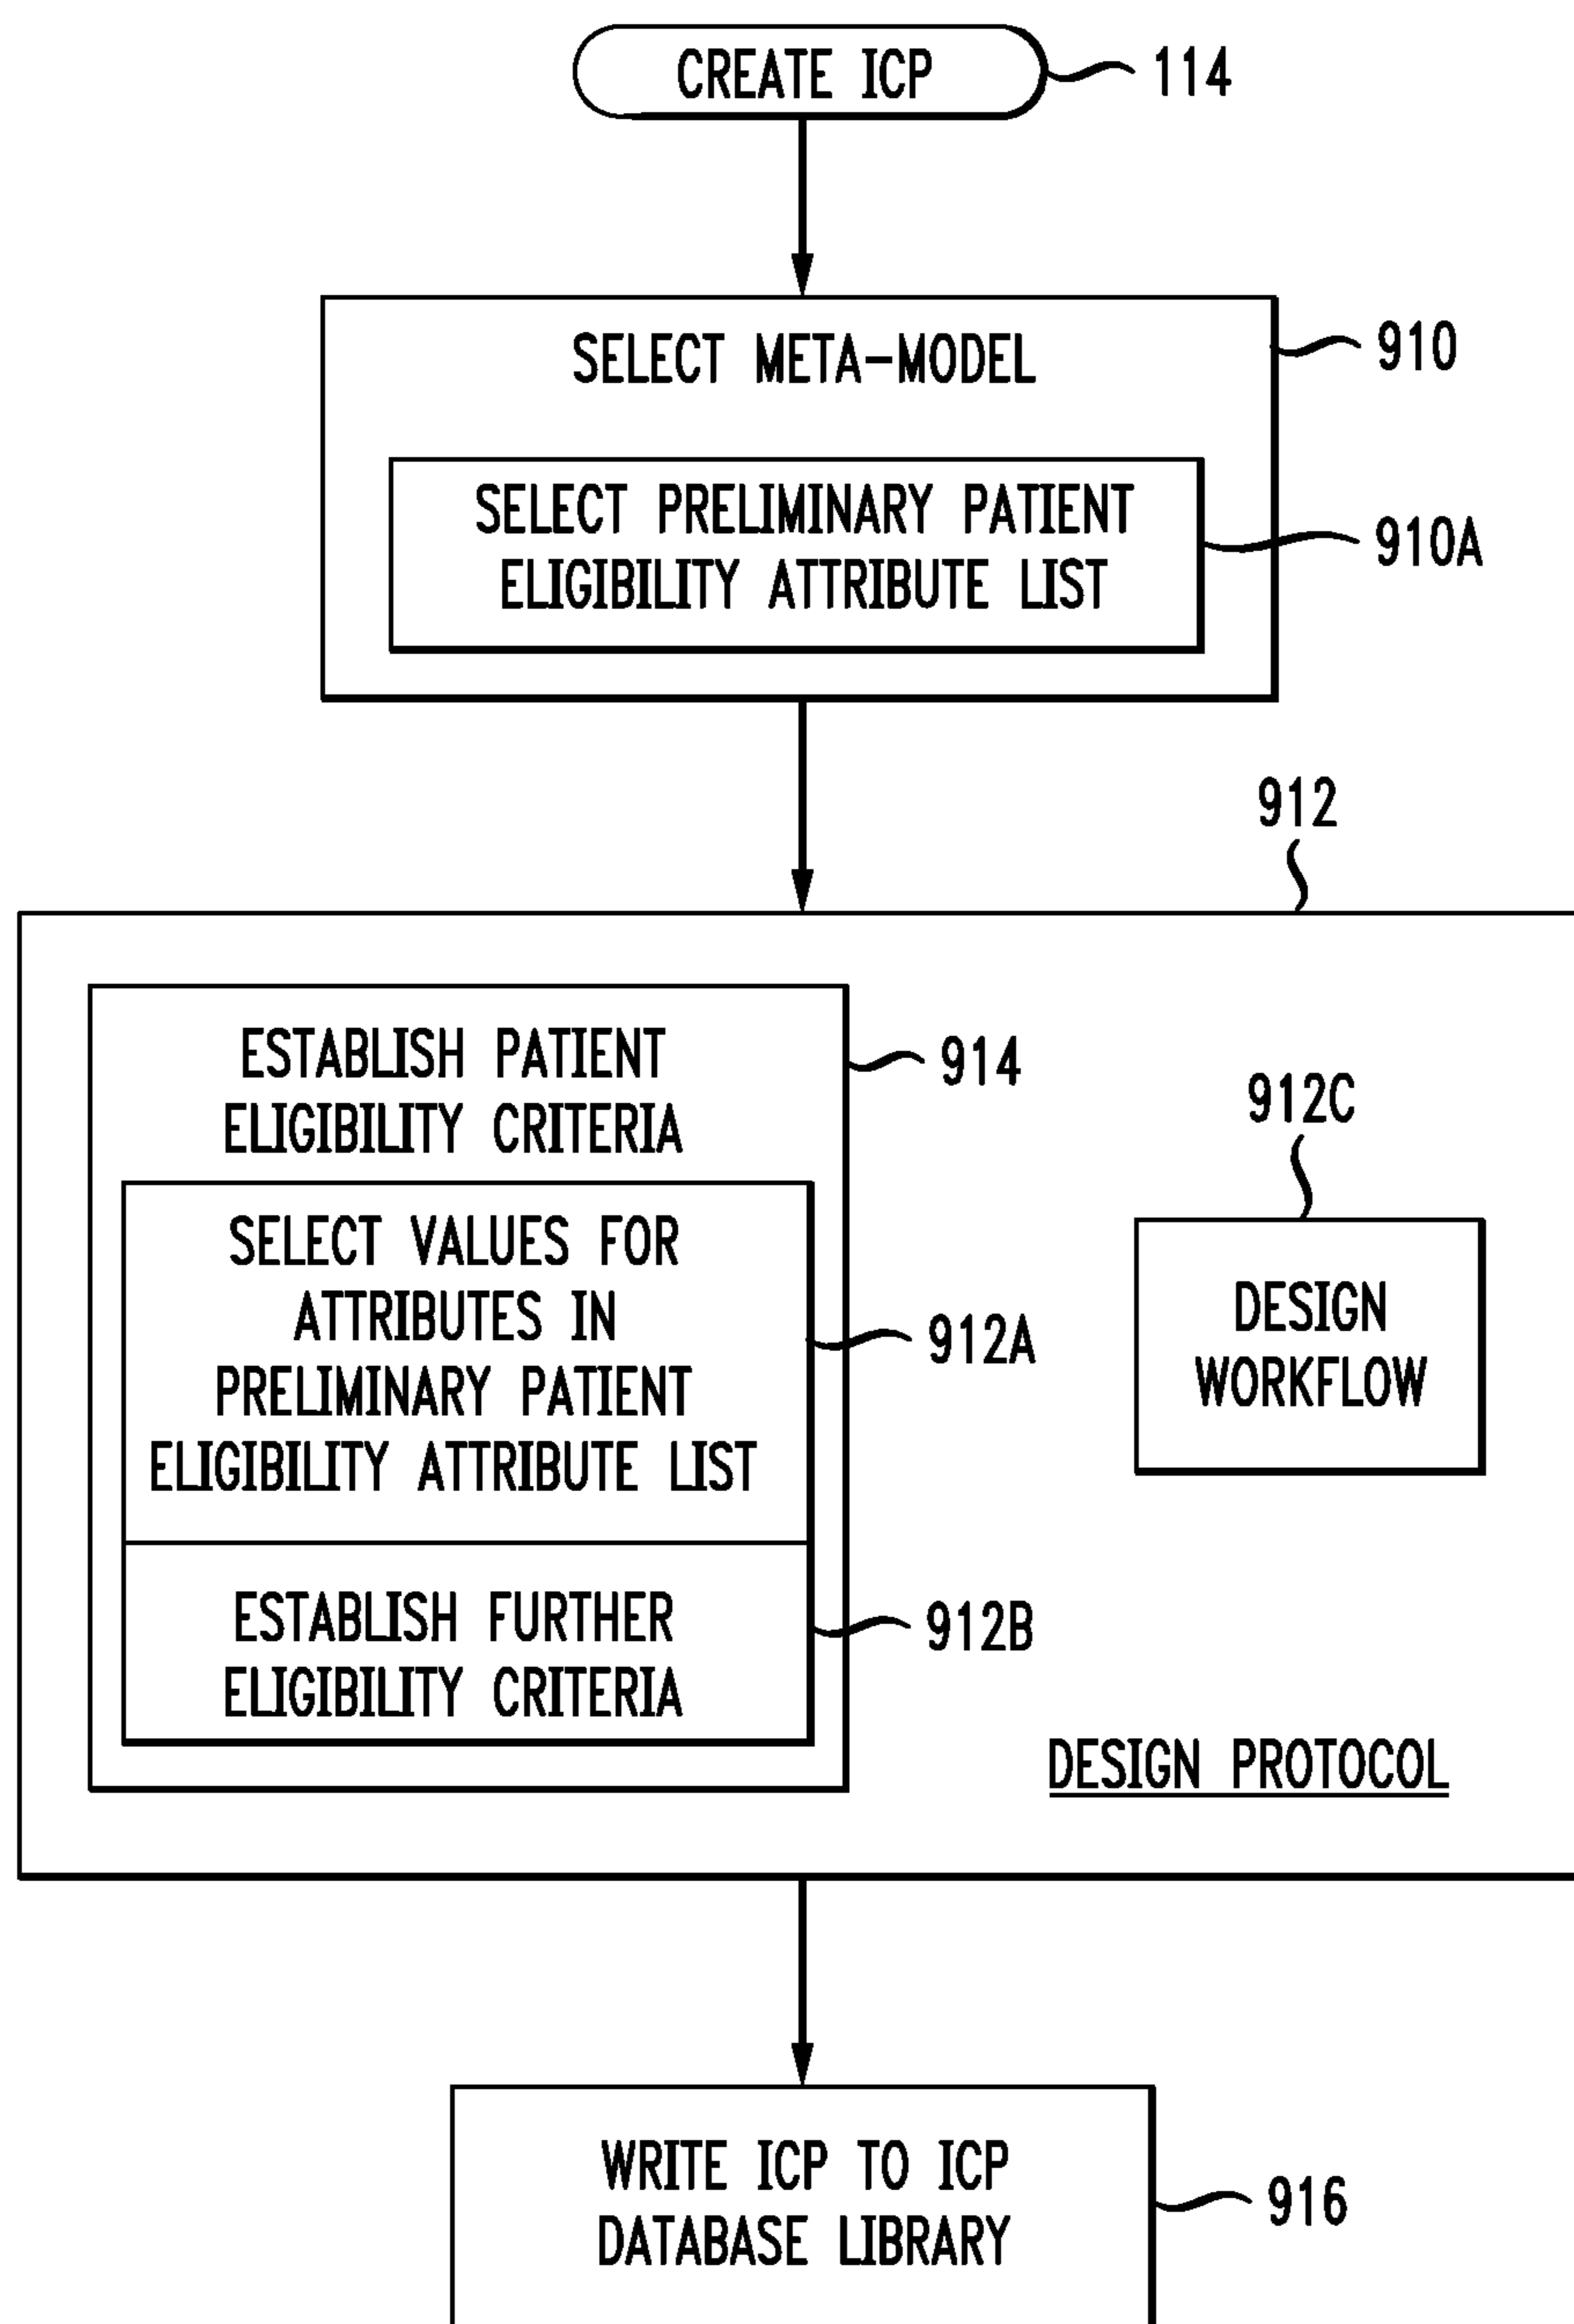 CREATE ICP
114
SELECT META-MODEL
910
SELECT PRELIMINARY PATIENT
ELIGIBILITY ATTRIBUTE LIST
910A
912
ESTABLISH PATIENT
ELIGIBILITY CRITERIA
914
SELECT VALUES FOR
ATTRIBUTES IN
PRELIMINARY PATIENT
ELIGIBILITY ATTRIBUTE LIST
912A
ESTABLISH FURTHER
ELIGIBILITY CRITERIA
912B
912C
DESIGN
WORKFLOW
DESIGN PROTOCOL
WRITE ICP TO ICP
DATABASE LIBRARY
916